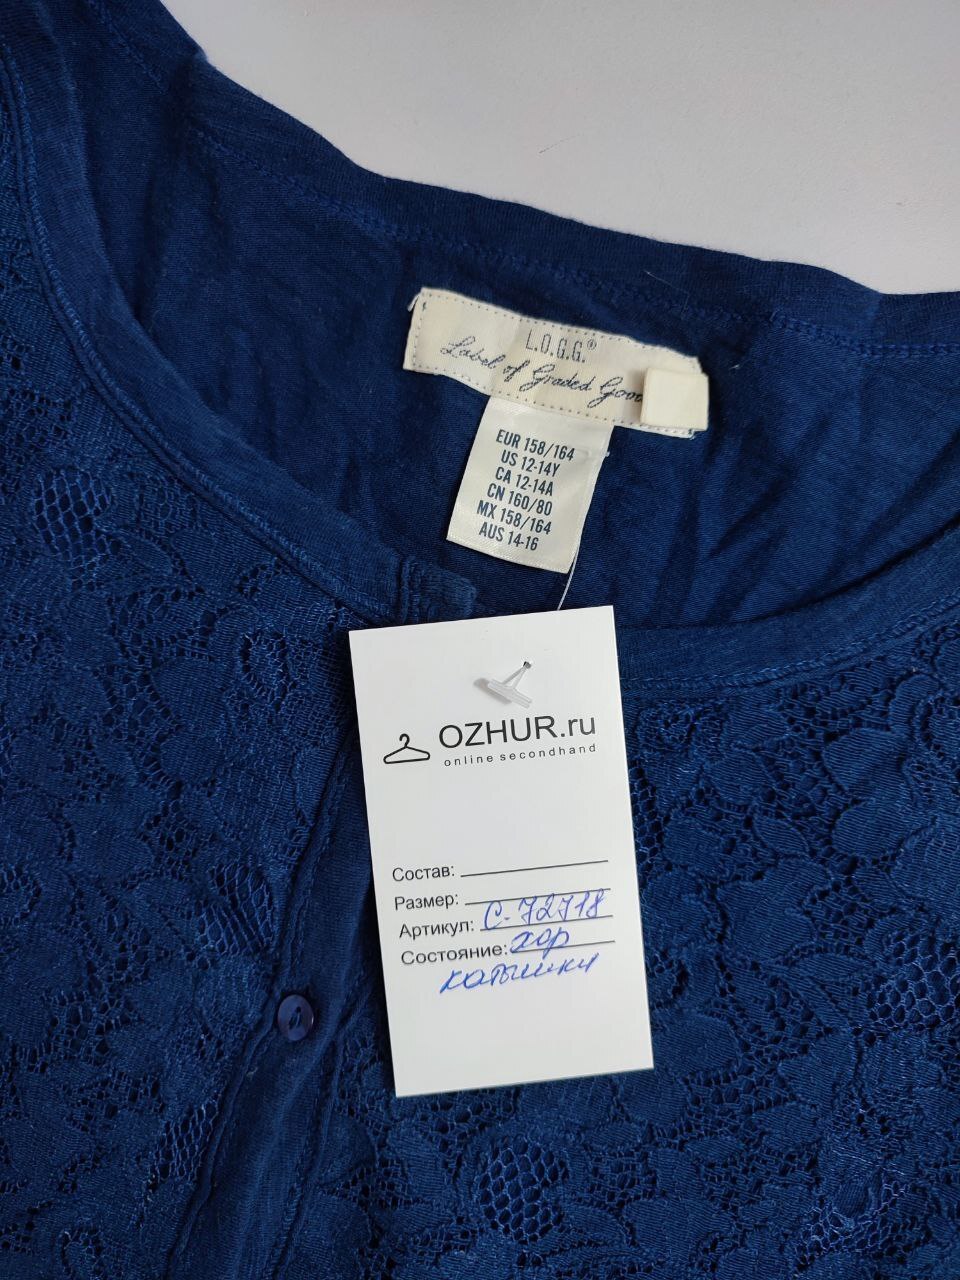 L.O.G.G.®
Label of Graded Goo
EUR 158/164
US 12-14Y
CA 12-14A
CN 160/80
MX 158/164
AUS 14-16
OZHUR.ru
online secondhand
Состав:
Размер:
Артикул: С-72718
Состояние: хор
катышки